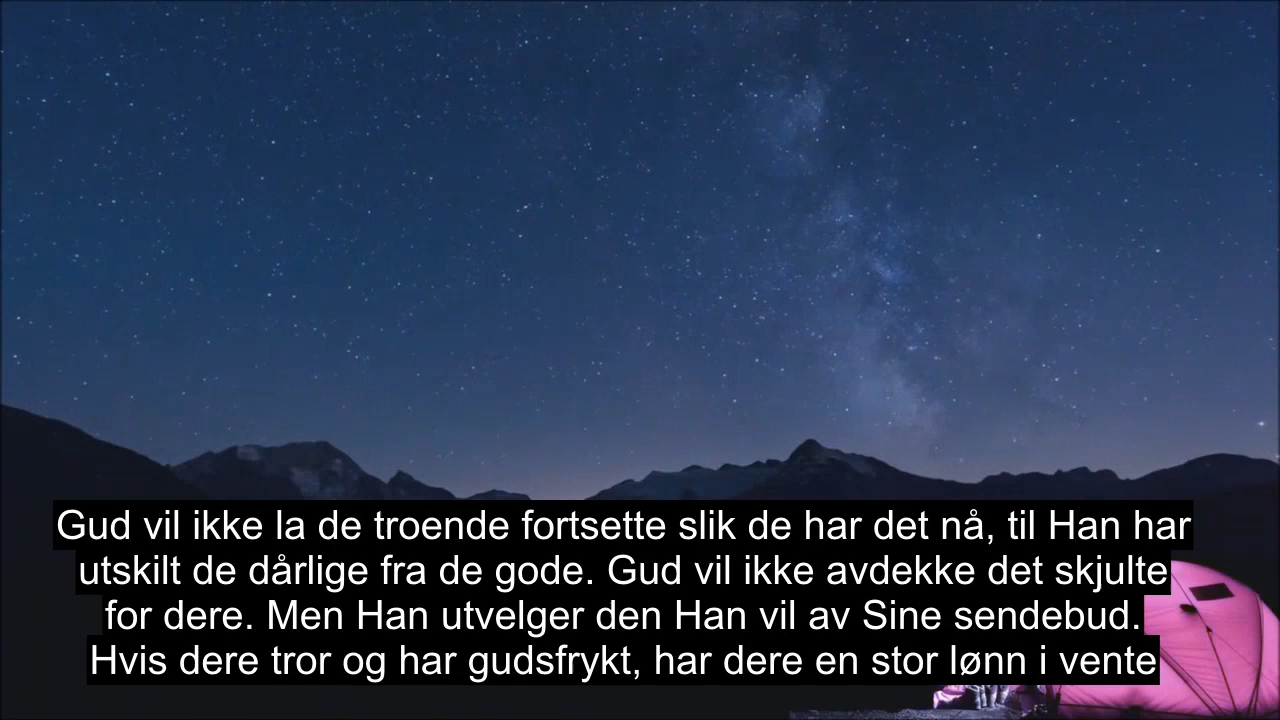 Gud vil ikke la de troende fortsette slik de har det nå, til Han har
utskilt de dårlige fra de gode. Gud vil ikke avdekke det skjulte
for dere. Men Han utvelger den Han vil av Sine sendebud.
Hvis dere tror og har gudsfrykt, har dere en stor lønn i vente